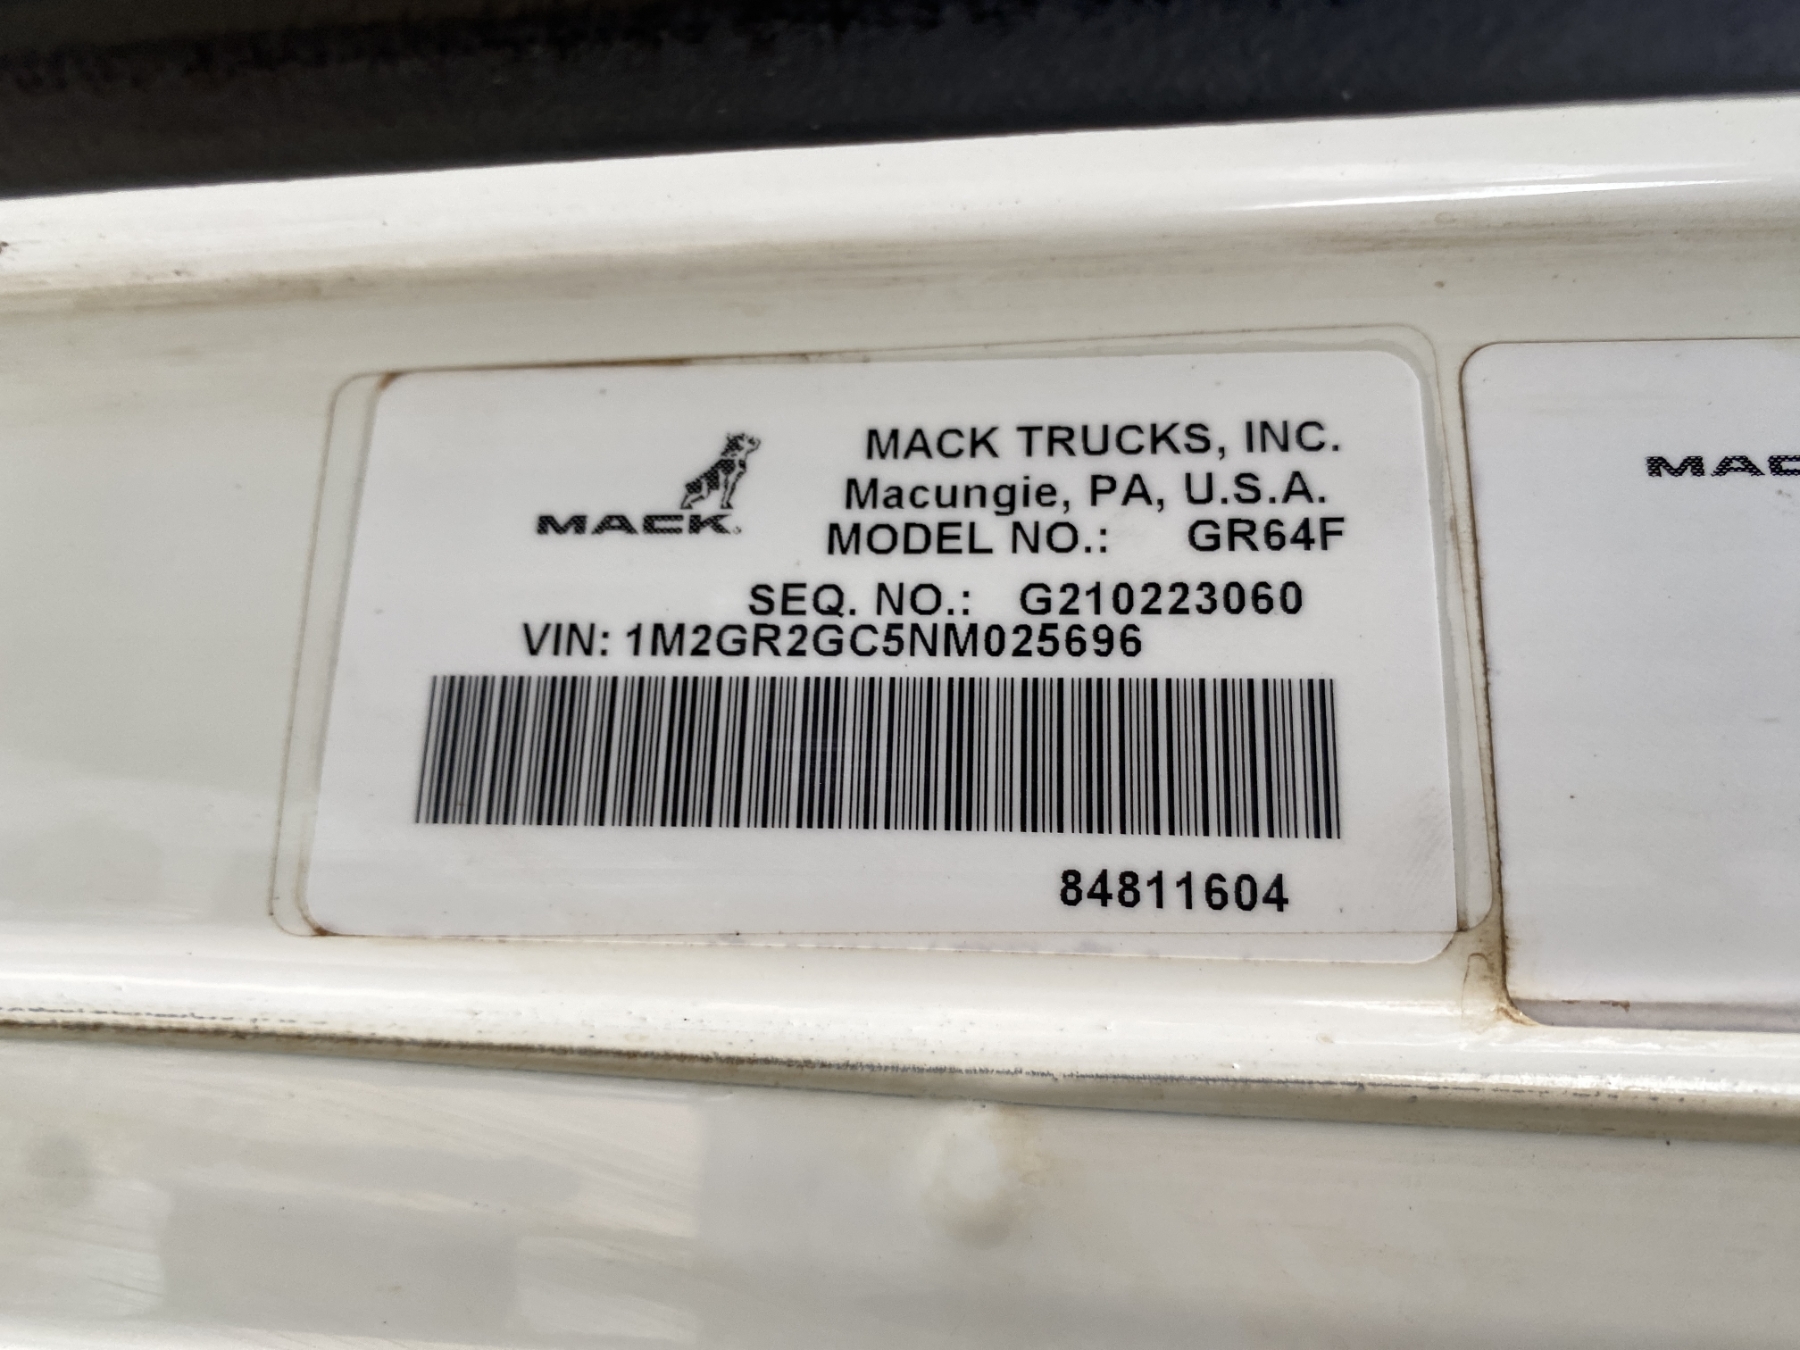 MACK
MACK TRUCKS, INC.
Macungie, PA, U.S.A.
MODEL NO.: GR64F
SEQ. NO.: G210223060
VIN: 1M2GR2GC5NM025696
84811604
MAC